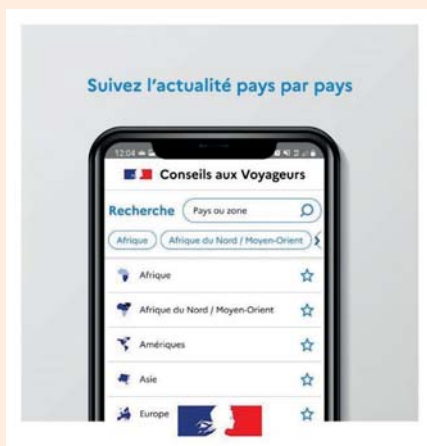 Suivez l'actualité pays par pays
12:04
Conseils aux Voyageurs
Recherche Pays ou zone
Afrique Afrique du Nord / Moyen-Orient
Afrique
Afrique du Nord / Moyen-Orient
Amériques
Asie
Europe